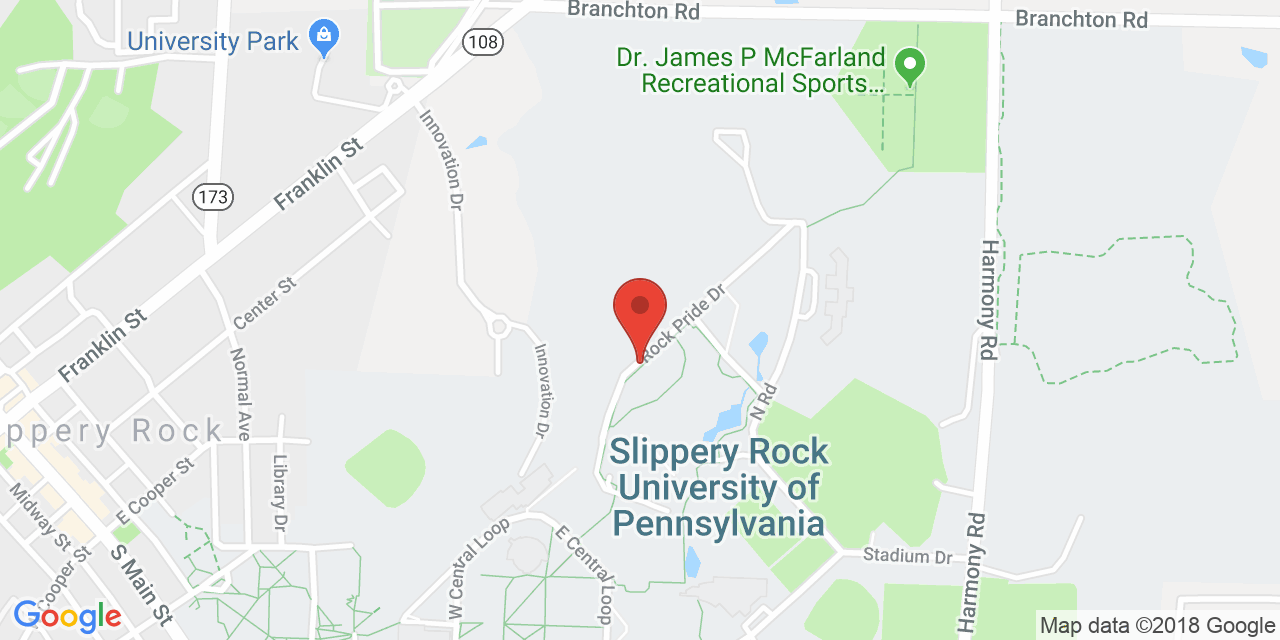 Branchton Rd
Branchton Rd
University Park
108
Dr. James P McFarland
Recreational Sports...
Innovation Dr
Franklin St
173
Harmony Rd
Center St
Rock Pride Dr
Franklin St
Innovation Dr
Normal Ave
N Rd
ppery Rock
Slippery Rock
University of
Pennsylvania
Library Dr
E Cooper St
Midway St
S Main St
Cooper St
W Central Loop
E Central Loop
Stadium Dr
Harmony Rd
Google
Map data ©2018 Google